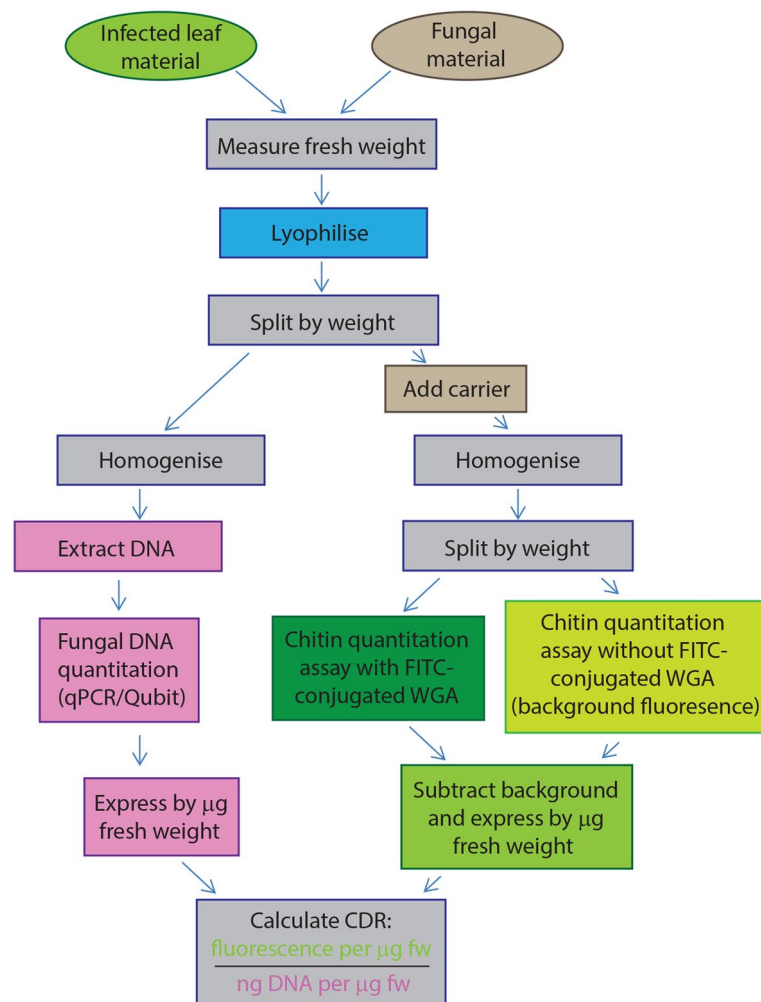 Infected leaf
material
Fungal
material
Measure fresh weight
Lyophilise
Split by weight
Add carrier
Homogenise
Homogenise
Extract DNA
Split by weight
Fungal DNA
quantitation
(qPCR/Qubit)
Chitin quantitation
assay with FITC-
conjugated WGA
Chitin quantitation
assay without FITC-
conjugated WGA
(background fluoresence)
Express by μg
fresh weight
Subtract background
and express by μg
fresh weight
Calculate CDR:
fluorescence per μg fw
ng DNA per μg fw